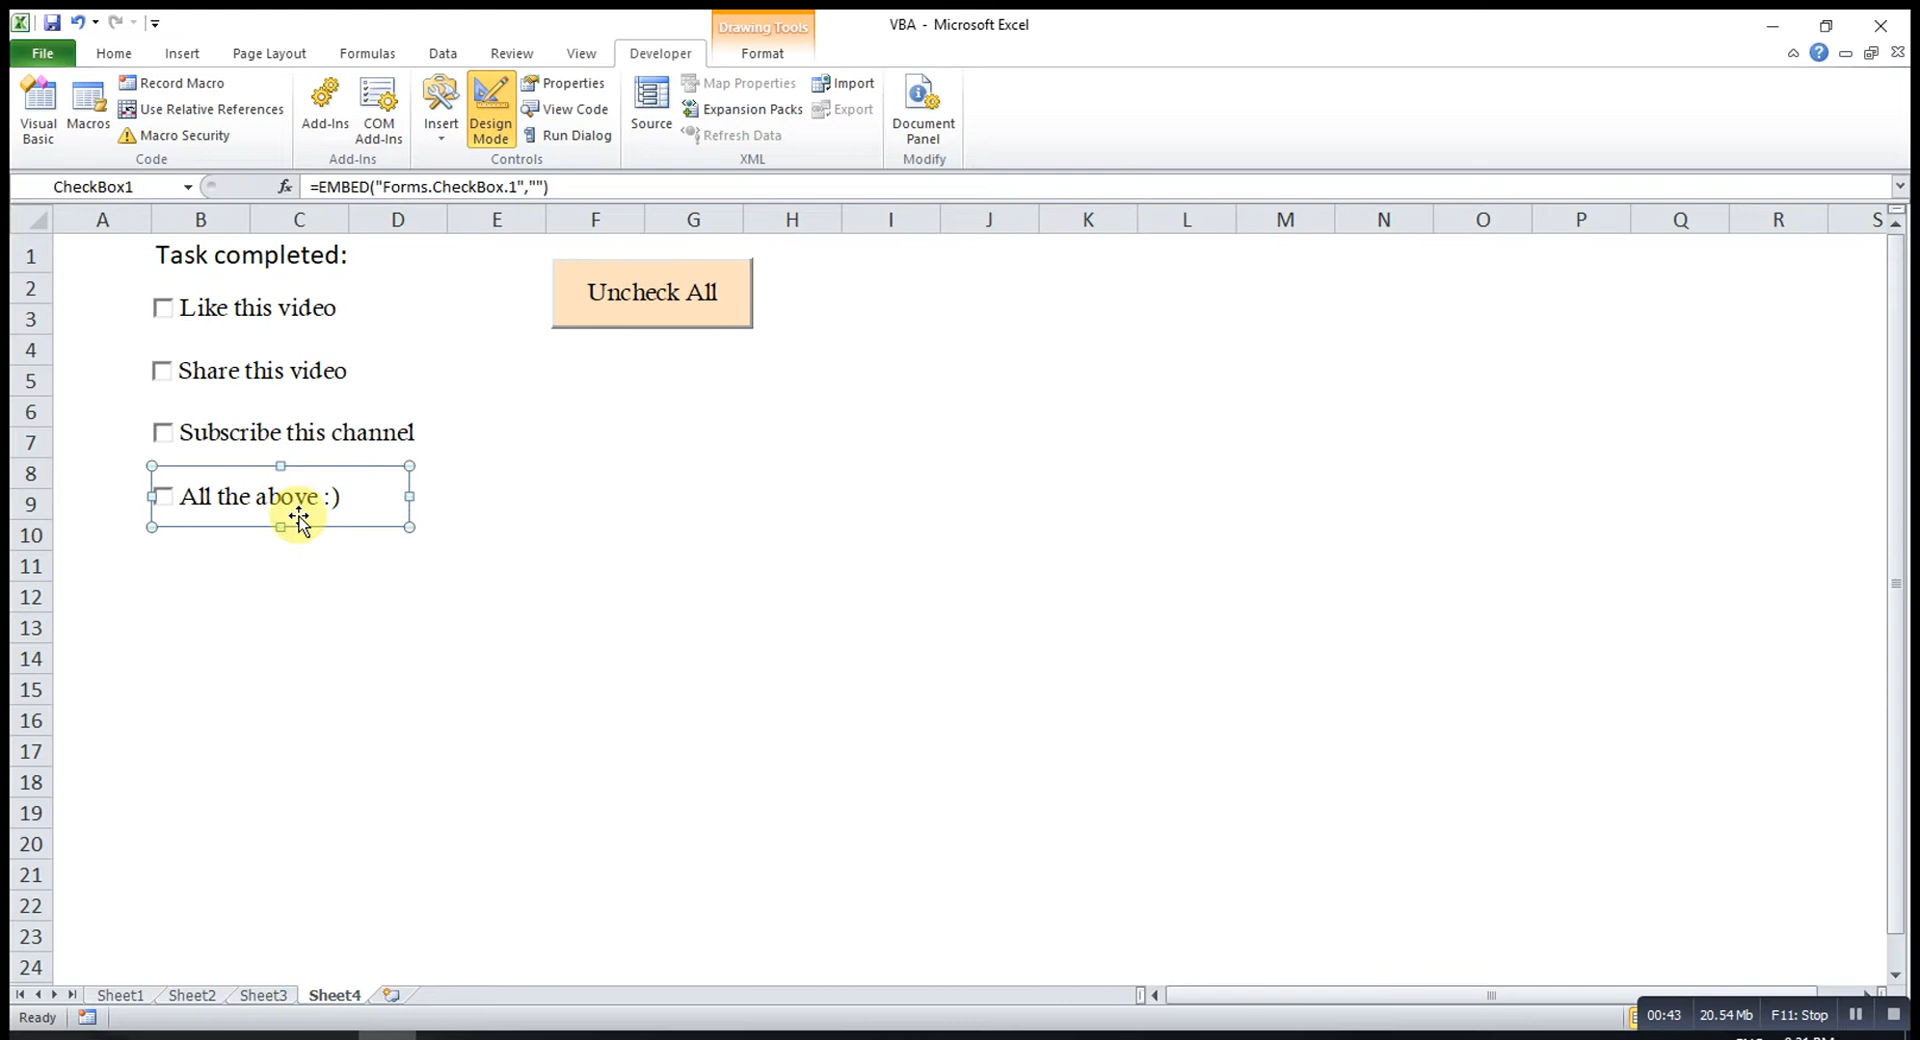 Drawing Tools
VBA - Microsoft Excel
File Home Insert Page Layout Formulas Data Review View Developer Format
Visual Basic
Macros
Record Macro
Use Relative References
Macro Security
Code
Add-Ins
COM Add-Ins
Add-Ins
Insert
Design Mode
Properties
View Code
Run Dialog
Controls
Source
Map Properties
Expansion Packs
Refresh Data
Import
Export
XML
Document Panel
Modify
CheckBox1 fx =EMBED("Forms.CheckBox.1","")
A B C D E F G H I J K L M N O P Q R S
1
2
3
4
5
6
7
8
9
10
11
12
13
14
15
16
17
18
19
20
21
22
23
24
Task completed:
Like this video
Share this video
Subscribe this channel
All the above :)
Uncheck All
Sheet1 Sheet2 Sheet3 Sheet4
Ready
00:43 20.54 Mb F11: Stop